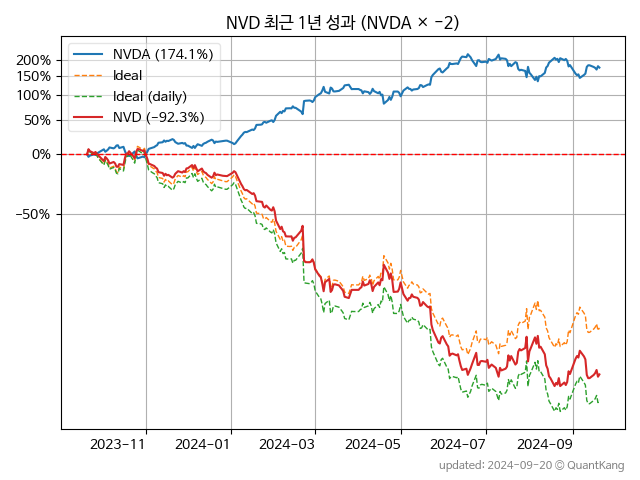 NVD 최근 1년 성과 (NVDA × −2)
NVDA (174.1%)
Ideal
Ideal (daily)
NVD (−92.3%)
200%
150%
100%
50%
0%
−50%
2023−11
2024−01
2024−03
2024−05
2024−07
2024−09
updated: 2024−09−20 © QuantKang